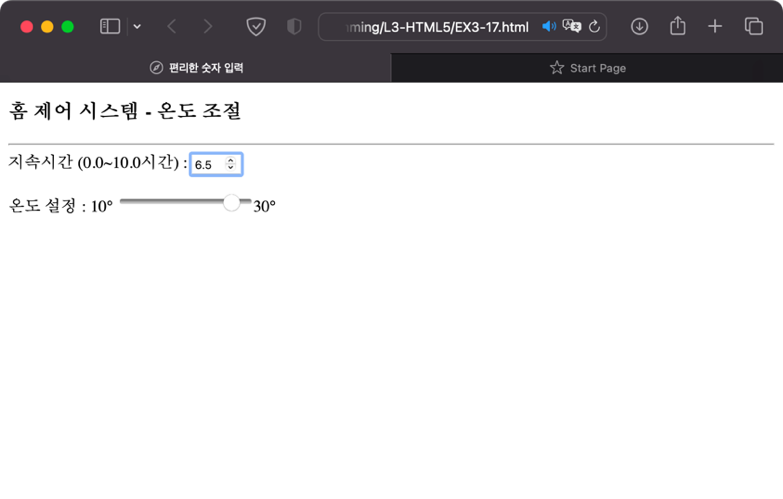 ming/L3-HTML5/EX3-17.html
편리한 숫자 입력
Start Page
홈 제어 시스템 - 온도 조절
지속시간 (0.0~10.0시간) : 6.5
온도 설정 : 10° 30°